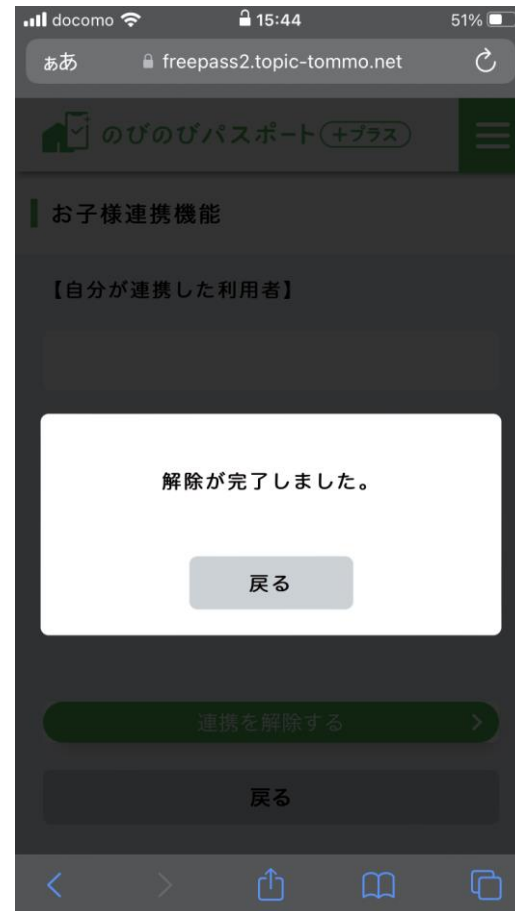 docomo 15:44 51%
ぁあ freepass2.topic-tommo.net
のびのびパスポート+プラス
お子様連携機能
【自分が連携した利用者】
解除が完了しました。
戻る
連携を解除する
戻る